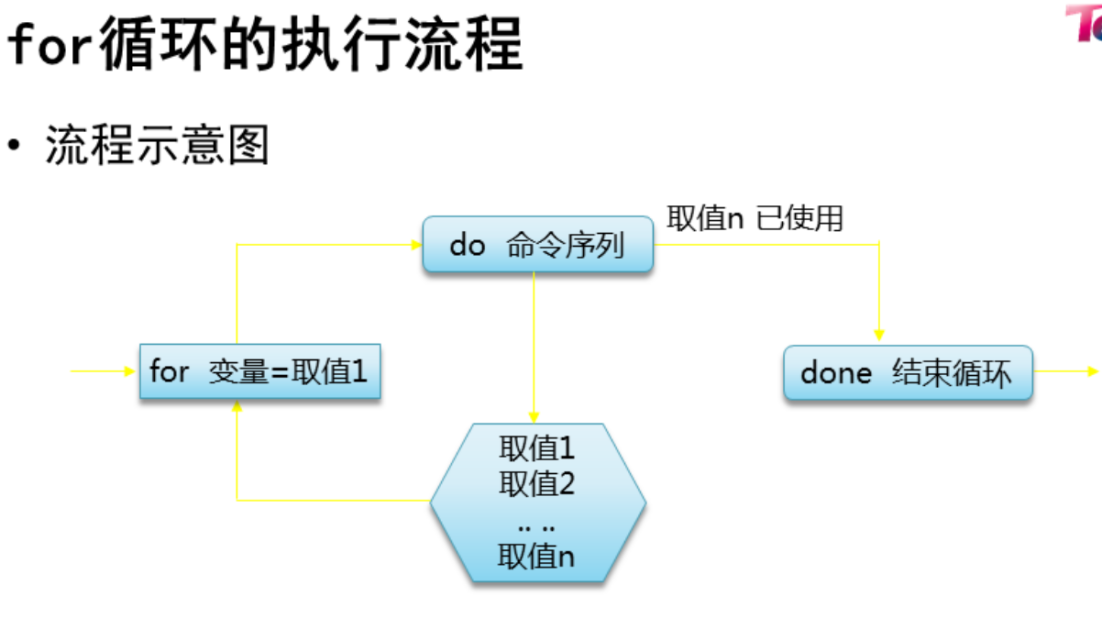 for循环的执行流程
• 流程示意图
取值n 已使用
do 命令序列
for 变量=取值1
done 结束循环
取值1
取值2
.. ..
取值n